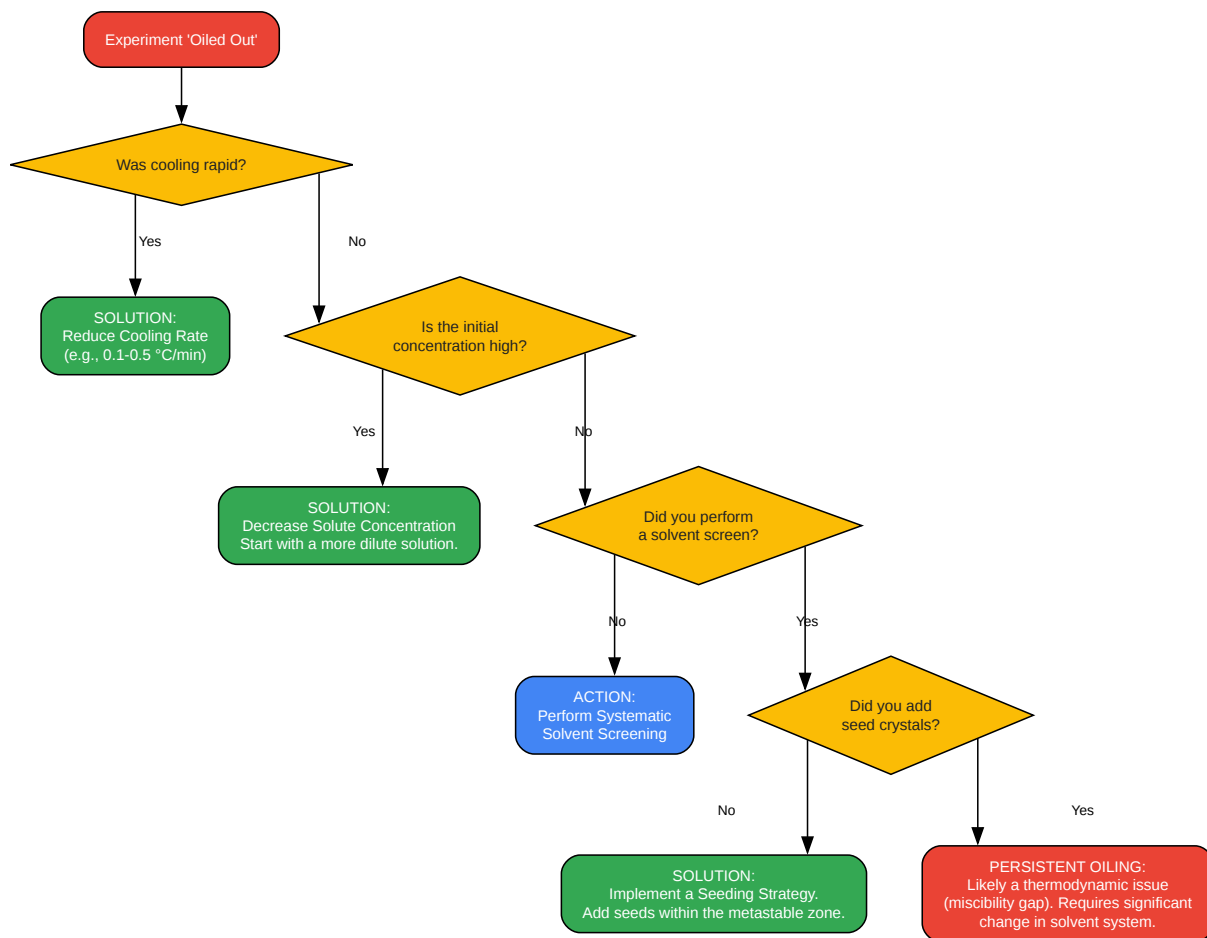 Experiment 'Oiled Out'
Was cooling rapid?
Yes
No
SOLUTION:
Reduce Cooling Rate
(e.g., 0.1-0.5 °C/min)
Is the initial
concentration high?
Yes
No
SOLUTION:
Decrease Solute Concentration
Start with a more dilute solution.
Did you perform
a solvent screen?
No
Yes
ACTION:
Perform Systematic
Solvent Screening
Did you add
seed crystals?
No
Yes
SOLUTION:
Implement a Seeding Strategy.
Add seeds within the metastable zone.
PERSISTENT OILING:
Likely a thermodynamic issue
(miscibility gap). Requires significant
change in solvent system.